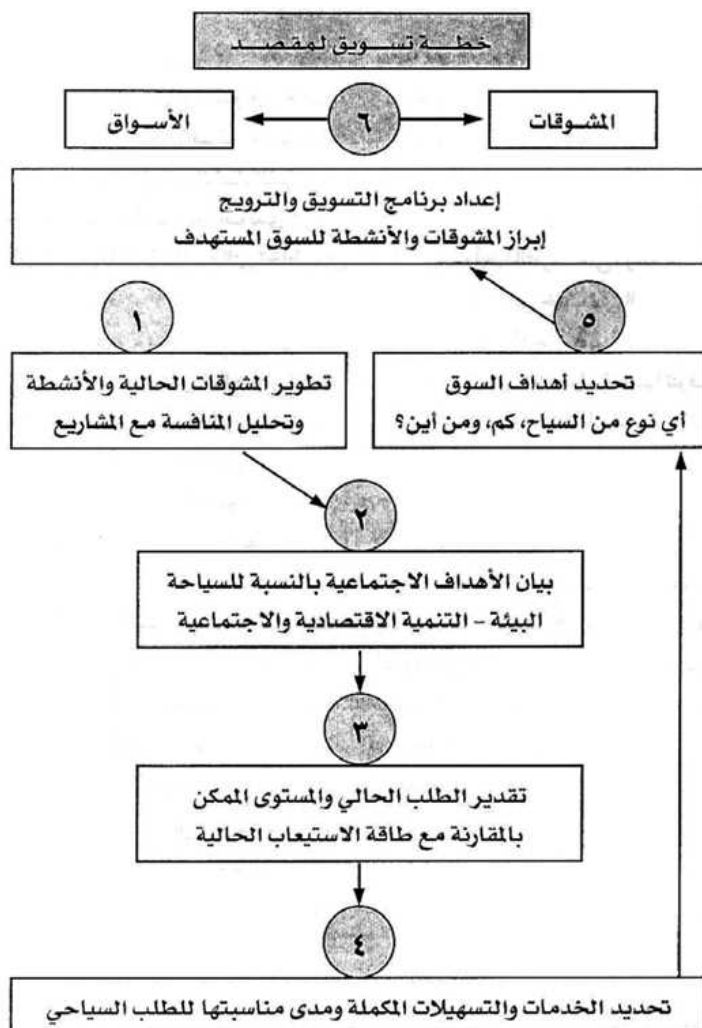 خطة تسويق لمقصد
المشوقات
٦
الأسواق
إعداد برنامج التسويق والترويج
إبراز المشوقات والأنشطة للسوق المستهدف
١
تطوير المشوقات الحالية والأنشطة
وتحليل المنافسة مع المشاريع
٥
تحديد أهداف السوق
أي نوع من السياح، كم، ومن أين؟
٢
بيان الأهداف الاجتماعية بالنسبة للسياحة
البيئة – التنمية الاقتصادية والاجتماعية
٣
تقدير الطلب الحالي والمستوى الممكن
بالمقارنة مع طاقة الاستيعاب الحالية
٤
تحديد الخدمات والتسهيلات المكملة ومدى مناسبتها للطلب السياحي